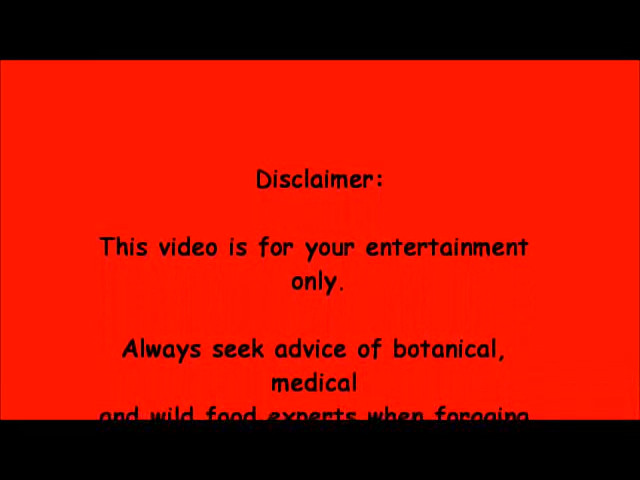 Disclaimer:
This video is for your entertainment
only.
Always seek advice of botanical,
medical
and wild food experts when foraging